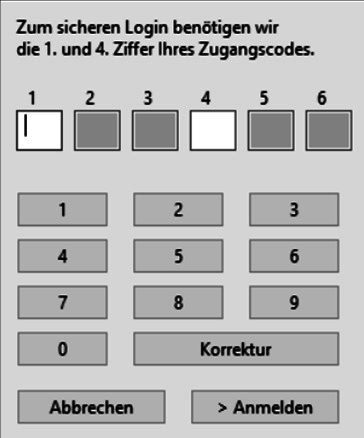 Zum sicheren Login benötigen wir
die 1. und 4. Ziffer Ihres Zugangscodes.
1 2 3 4 5 6
1 2 3
4 5 6
7 8 9
0 Korrektur
Abbrechen > Anmelden